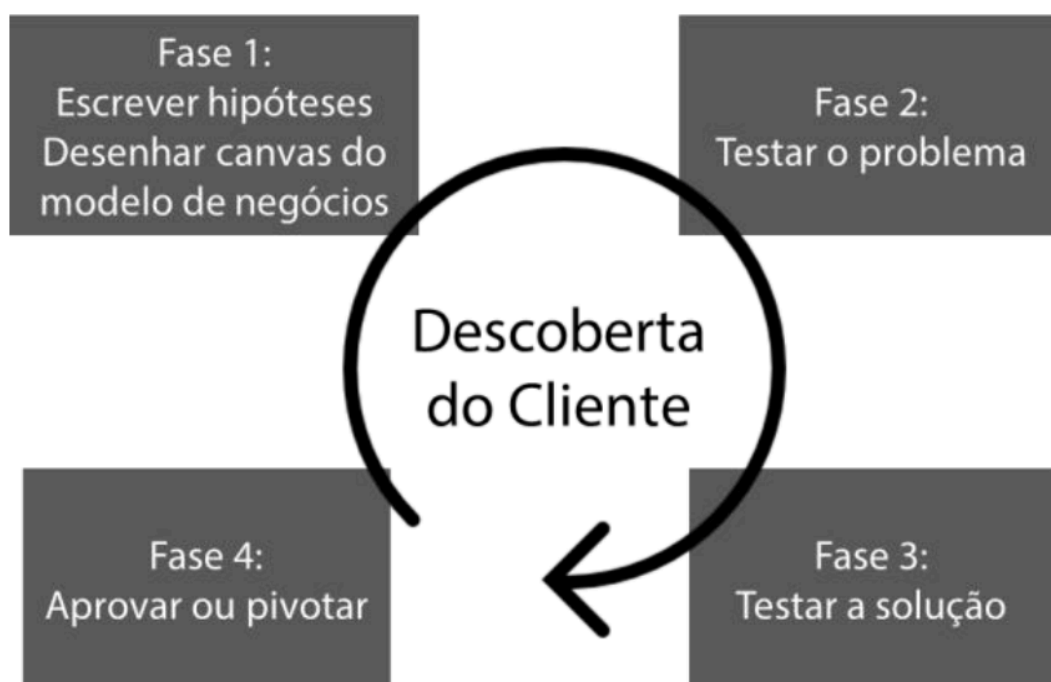 Fase 1:
Escrever hipóteses
Desenhar canvas do
modelo de negócios
Fase 2:
Testar o problema
Descoberta
do Cliente
Fase 4:
Aprovar ou pivotar
Fase 3:
Testar a solução